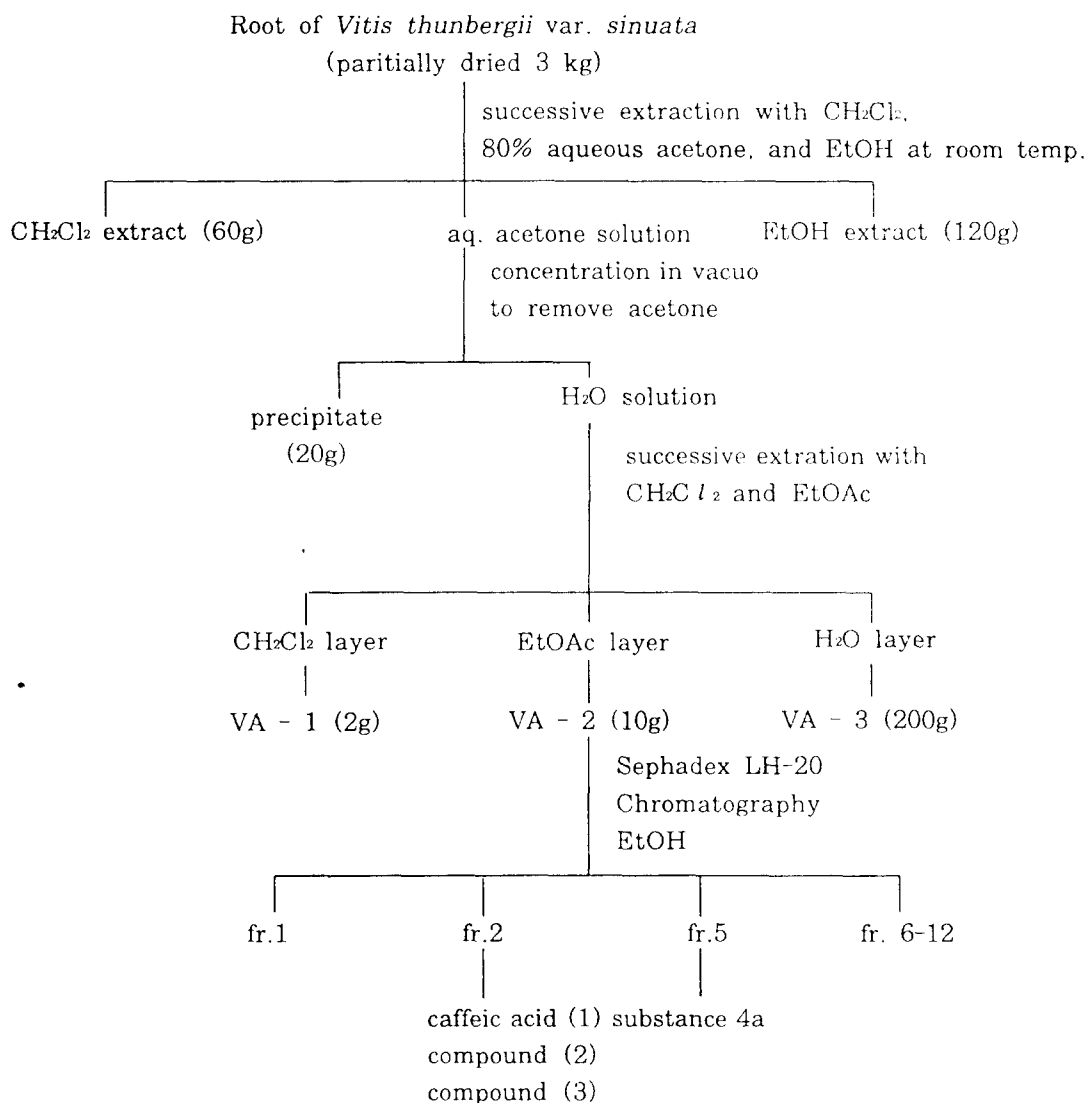 Root of Vitis thunbergii var. sinuata
(paritially dried 3 kg)
successive extraction with CH₂Cl₂,
80% aqueous acetone, and EtOH at room temp.
CH₂Cl₂ extract (60g)
aq. acetone solution
EtOH extract (120g)
concentration in vacuo
to remove acetone
precipitate
(20g)
H₂O solution
successive extration with
CH₂Cl₂ and EtOAc
CH₂Cl₂ layer
EtOAc layer
H₂O layer
VA - 1 (2g)
VA - 2 (10g)
VA - 3 (200g)
Sephadex LH-20
Chromatography
EtOH
fr.1
fr.2
fr.5
fr. 6-12
caffeic acid (1) substance 4a
compound (2)
compound (3)